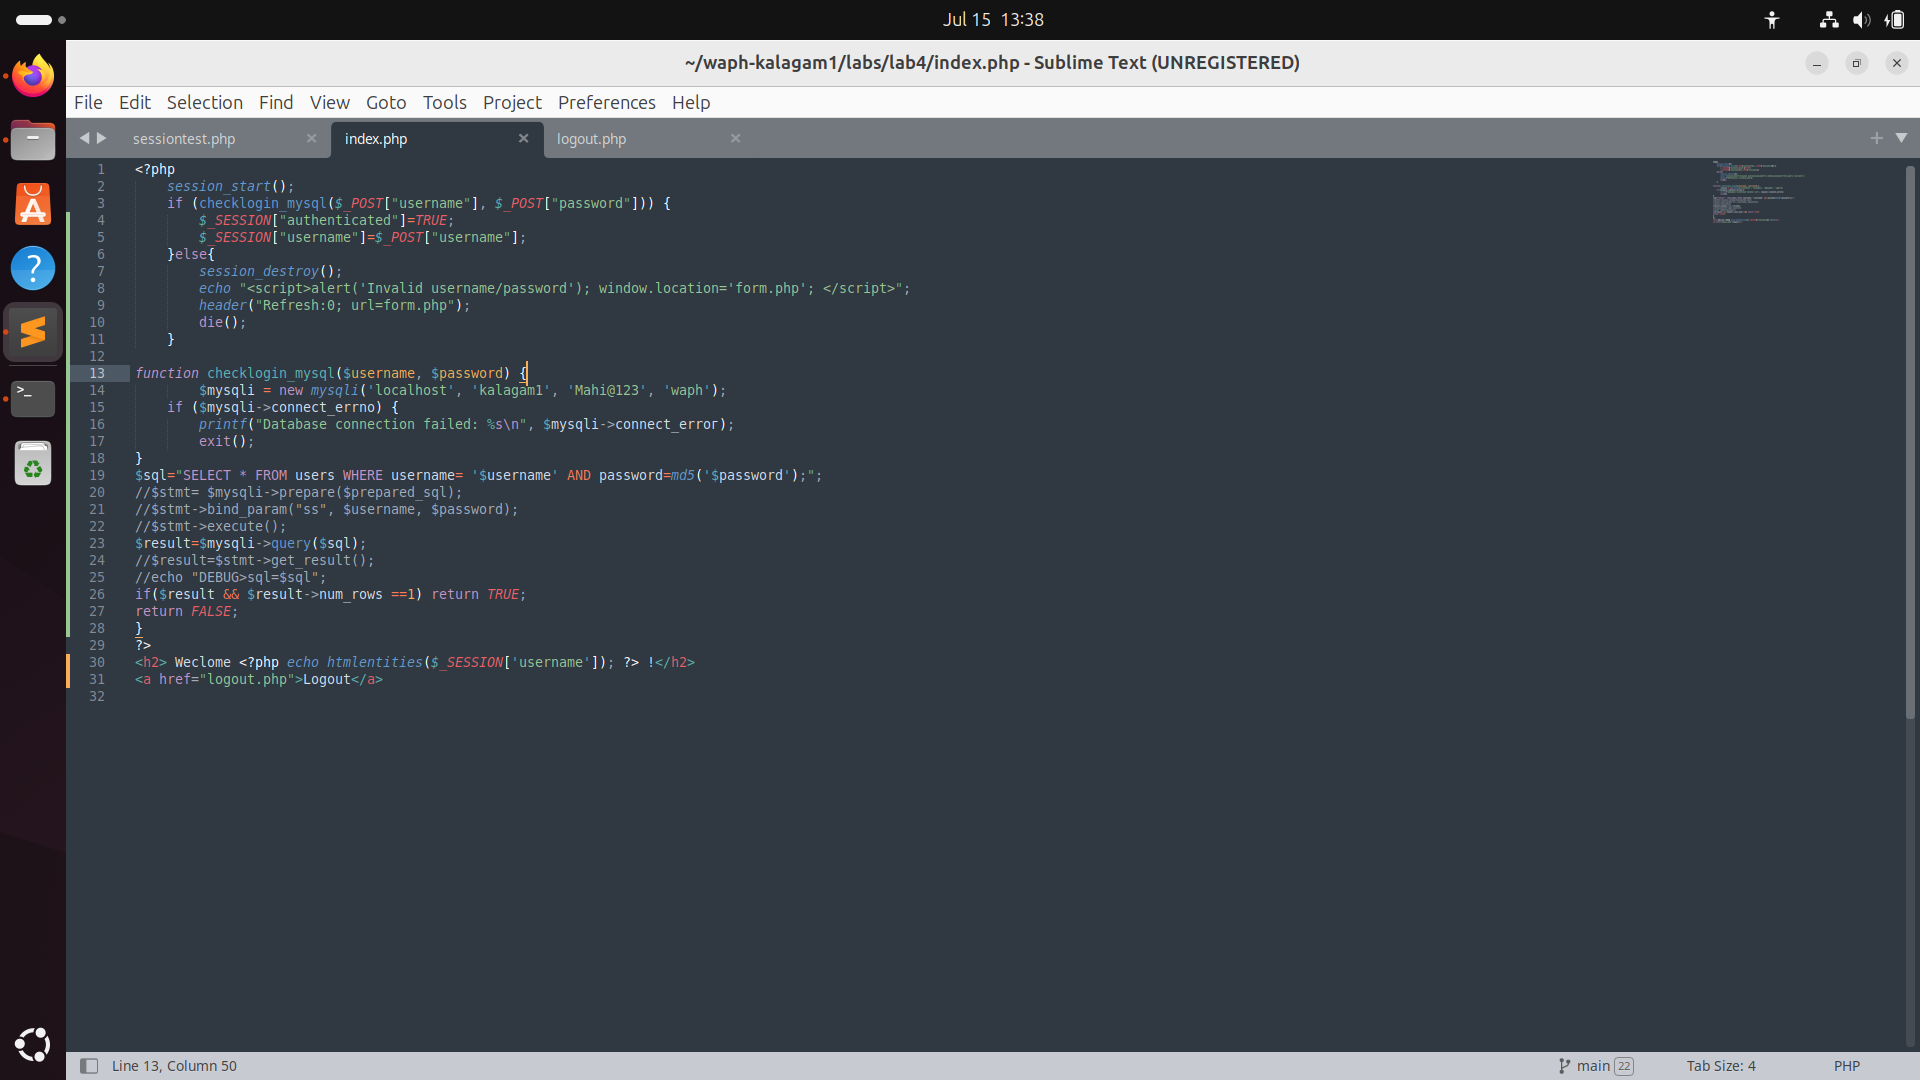 Jul 15 13:38
~/waph-kalagam1/labs/lab4/index.php - Sublime Text (UNREGISTERED)
File Edit Selection Find View Goto Tools Project Preferences Help
sessiontest.php index.php logout.php
1 <?php
2 session_start();
3 if (checklogin_mysql($_POST["username"], $_POST["password"])) {
4 $_SESSION["authenticated"]=TRUE;
5 $_SESSION["username"]=$_POST["username"];
6 }else{
7 session_destroy();
8 echo "<script>alert('Invalid username/password'); window.location='form.php'; </script>";
9 header("Refresh:0; url=form.php");
10 die();
11 }
12
13 function checklogin_mysql($username, $password) {
14 $mysqli = new mysqli('localhost', 'kalagam1', 'Mahi@123', 'waph');
15 if ($mysqli->connect_errno) {
16 printf("Database connection failed: %s\n", $mysqli->connect_error);
17 exit();
18 }
19 $sql="SELECT * FROM users WHERE username= '$username' AND password=md5('$password');";
20 //$stmt= $mysqli->prepare($prepared_sql);
21 //$stmt->bind_param("ss", $username, $password);
22 //$stmt->execute();
23 $result=$mysqli->query($sql);
24 //$result=$stmt->get_result();
25 //echo "DEBUG>sql=$sql";
26 if($result && $result->num_rows ==1) return TRUE;
27 return FALSE;
28 }
29 ?>
30 <h2> Weclome <?php echo htmlentities($_SESSION['username']); ?> !</h2>
31 <a href="logout.php">Logout</a>
32
Line 13, Column 50 main 22 Tab Size: 4 PHP